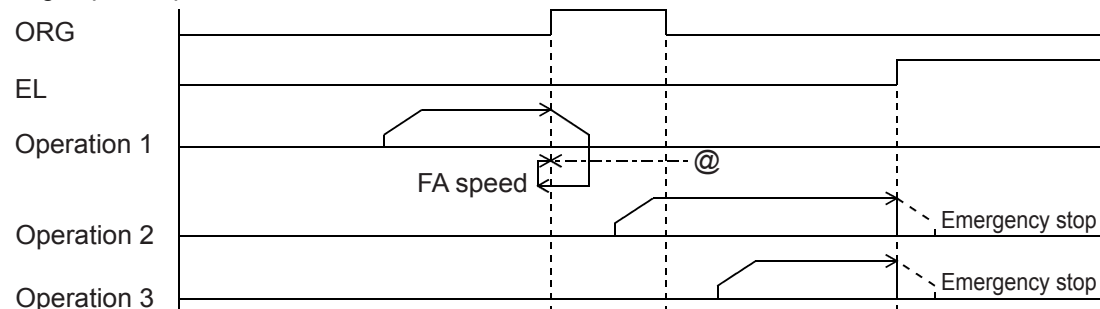 ORG
EL
Operation 1
@
FA speed
Emergency stop
Operation 2
Emergency stop
Operation 3